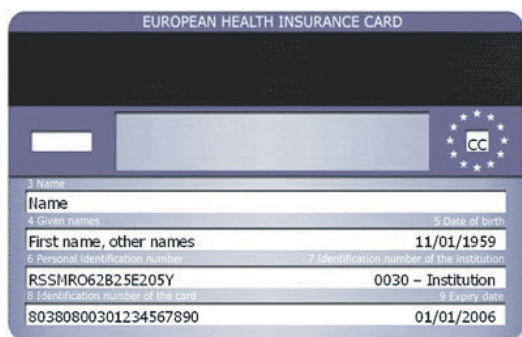 EUROPEAN HEALTH INSURANCE CARD
CC
3 Name
Name
4 Given names 5 Date of birth
First name, other names 11/01/1959
6 Personal identification number 7 Identification number of the institution
RSSMRO62B25E205Y 0030 – Institution
8 Identification number of the card 9 Expiry date
80380800301234567890 01/01/2006